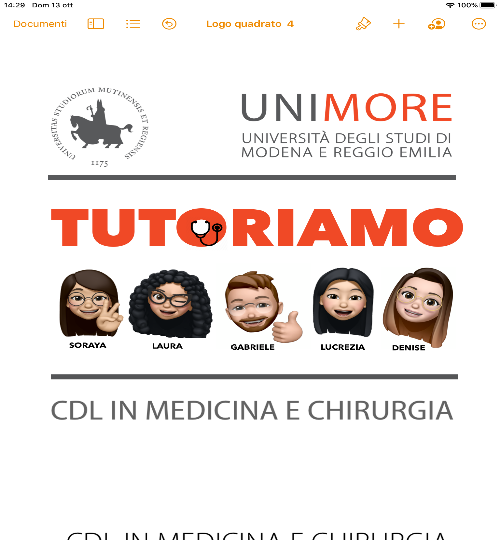 14.29 Dom 13 ott 100%
Documenti Logo quadrato 4
UNIVERSITAS STUDIORUM MUTINENSIS ET REGIENSIS
1175
UNIMORE
UNIVERSITÀ DEGLI STUDI DI
MODENA E REGGIO EMILIA
TUTORIAMO
SORAYA LAURA GABRIELE LUCREZIA DENISE
CDL IN MEDICINA E CHIRURGIA
CDL IN MEDICINA E CHIRURGIA